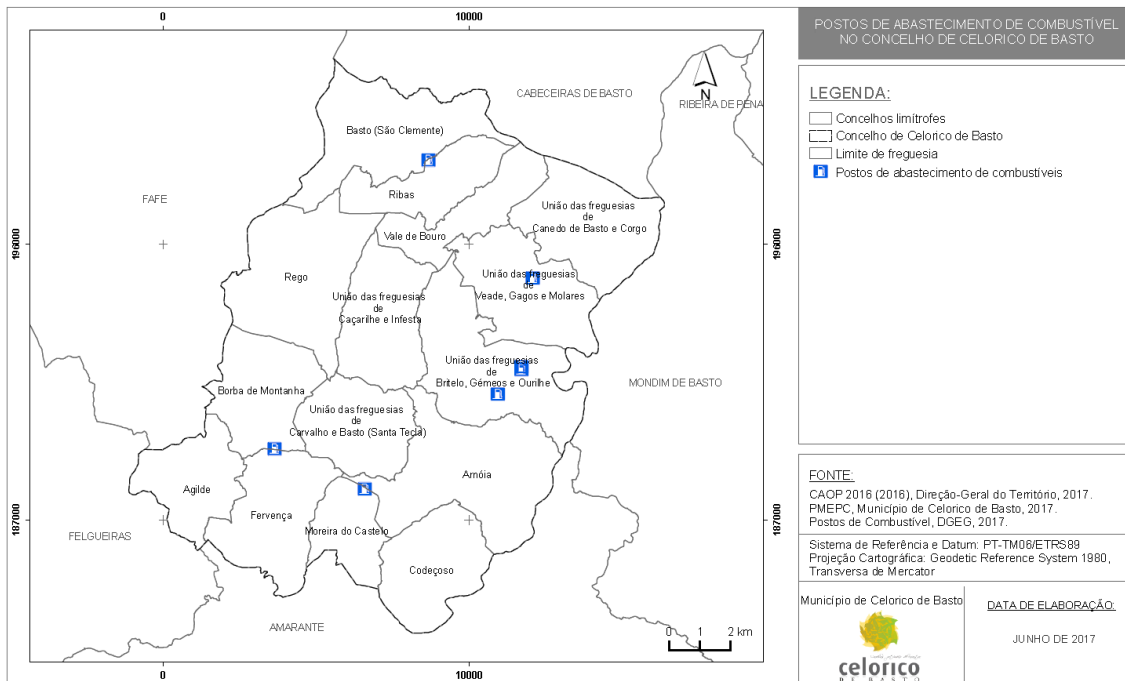 0
10000
POSTOS DE ABASTECIMENTO DE COMBUSTÍVEL
NO CONCELHO DE CELORICO DE BASTO
N
CABECEIRAS DE BASTO
RIBEIRA DE PENA
Basto (São Clemente)
Ribas
FAFE
União das freguesias
de
Canedo de Basto e Corgo
Vale de Bouro
196000
196000
Rego
União das freguesias
de
Veade, Gagos e Molares
União das freguesias
de
Caçarilhe e Infesta
União das freguesias
de
Britelo, Gémeos e Ourilhe
MONDIM DE BASTO
Borba de Montanha
União das freguesias
de
Carvalho e Basto (Santa Tecla)
Arnóia
Agilde
Fervença
187000
187000
Moreira do Castelo
FELGUEIRAS
Codeçoso
AMARANTE
0 1 2 km
0
10000
LEGENDA:
Concelhos limítrofes
Concelho de Celorico de Basto
Limite de freguesia
Postos de abastecimento de combustíveis
FONTE:
CAOP 2016 (2016), Direção-Geral do Território, 2017.
PMEPC, Município de Celorico de Basto, 2017.
Postos de Combustível, DGEG, 2017.
Sistema de Referência e Datum: PT-TM06/ETRS89
Projeção Cartográfica: Geodetic Reference System 1980,
Transversa de Mercator
Município de Celorico de Basto
celorico
DE BASTO
DATA DE ELABORAÇÃO:
JUNHO DE 2017